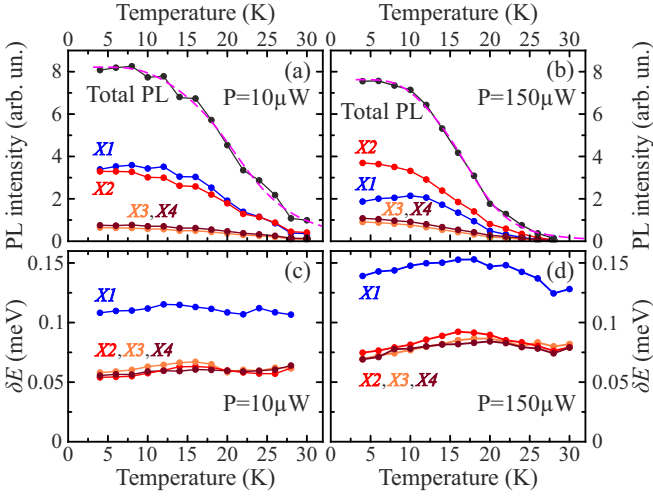 Temperature (K)
Temperature (K)
0 5 10 15 20 25 30
0 5 10 15 20 25 30
PL intensity (arb. un.)
8
6
4
2
0
(a)
P=10μW
Total PL
X1
X2
X3,X4
(b)
P=150μW
Total PL
X2
X1
X3,X4
PL intensity (arb. un.)
8
6
4
2
0
δE (meV)
0.15
0.1
0.05
0
(c)
X1
X2,X3,X4
P=10μW
(d)
X1
X2,X3,X4
P=150μW
0.15
0.1
0.05
0
δE (meV)
0 5 10 15 20 25 30
0 5 10 15 20 25 30
Temperature (K)
Temperature (K)